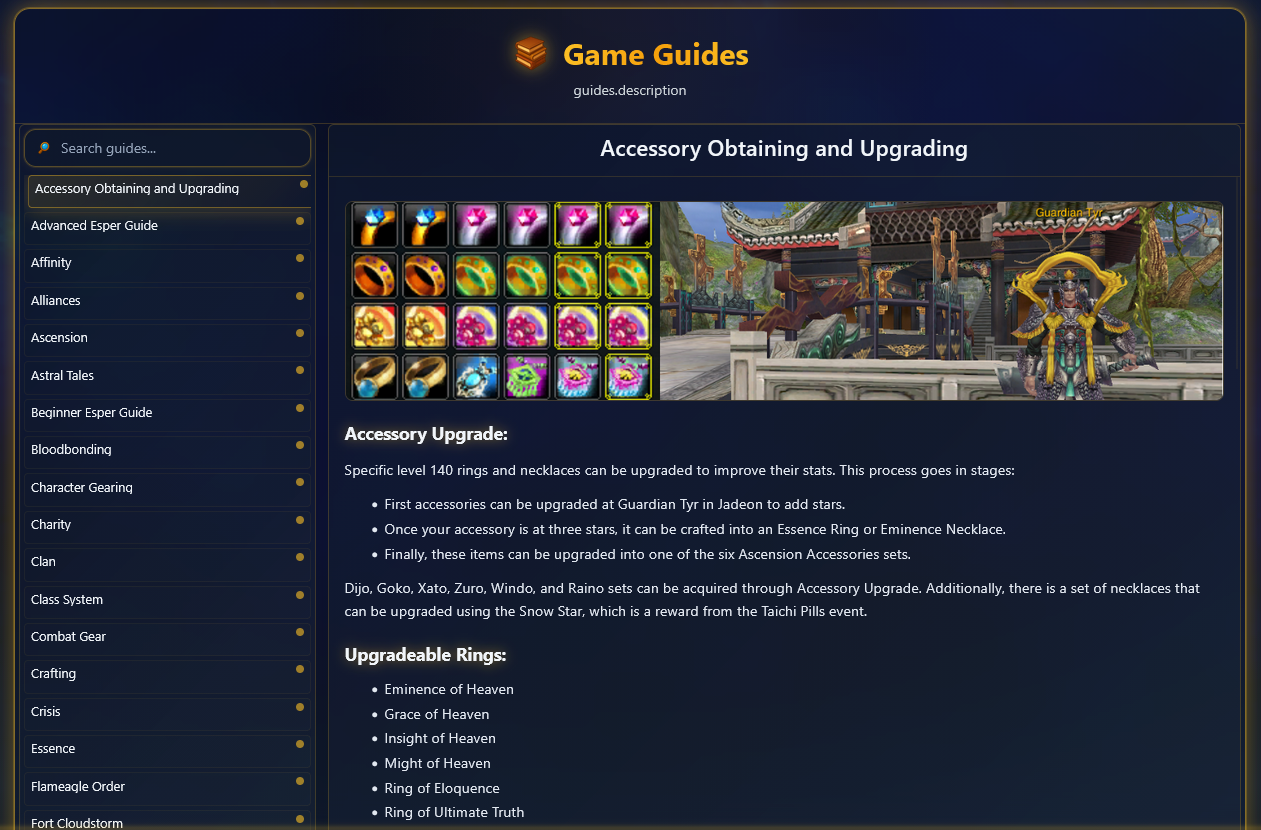 Game Guides
guides.description
Search guides...
Accessory Obtaining and Upgrading
Advanced Esper Guide
Affinity
Alliances
Ascension
Astral Tales
Beginner Esper Guide
Bloodbonding
Character Gearing
Charity
Clan
Class System
Combat Gear
Crafting
Crisis
Essence
Flameagle Order
Fort Cloudstorm
Accessory Obtaining and Upgrading
Guardian Tyr
Accessory Upgrade:
Specific level 140 rings and necklaces can be upgraded to improve their stats. This process goes in stages:
• First accessories can be upgraded at Guardian Tyr in Jadeon to add stars.
• Once your accessory is at three stars, it can be crafted into an Essence Ring or Eminence Necklace.
• Finally, these items can be upgraded into one of the six Ascension Accessories sets.
Dijo, Goko, Xato, Zuro, Windo, and Raino sets can be acquired through Accessory Upgrade. Additionally, there is a set of necklaces that
can be upgraded using the Snow Star, which is a reward from the Taichi Pills event.
Upgradeable Rings:
• Eminence of Heaven
• Grace of Heaven
• Insight of Heaven
• Might of Heaven
• Ring of Eloquence
• Ring of Ultimate Truth